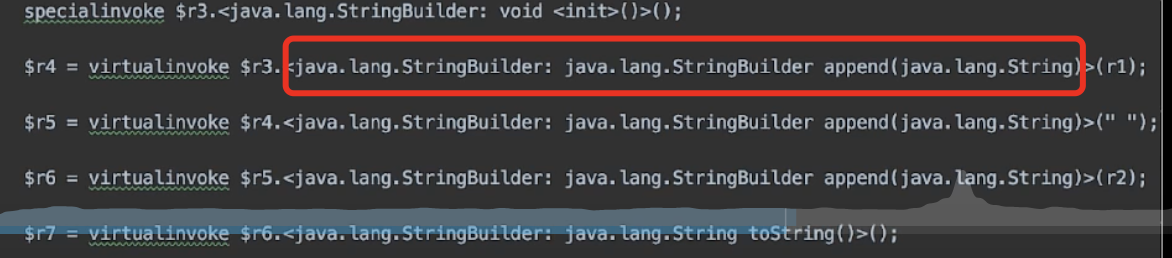 specialinvoke $r3.<java.lang.StringBuilder: void <init>()>();
$r4 = virtualinvoke $r3.<java.lang.StringBuilder: java.lang.StringBuilder append(java.lang.String)>(r1);
$r5 = virtualinvoke $r4.<java.lang.StringBuilder: java.lang.StringBuilder append(java.lang.String)>(" ");
$r6 = virtualinvoke $r5.<java.lang.StringBuilder: java.lang.StringBuilder append(java.lang.String)>(r2);
$r7 = virtualinvoke $r6.<java.lang.StringBuilder: java.lang.String toString()>();